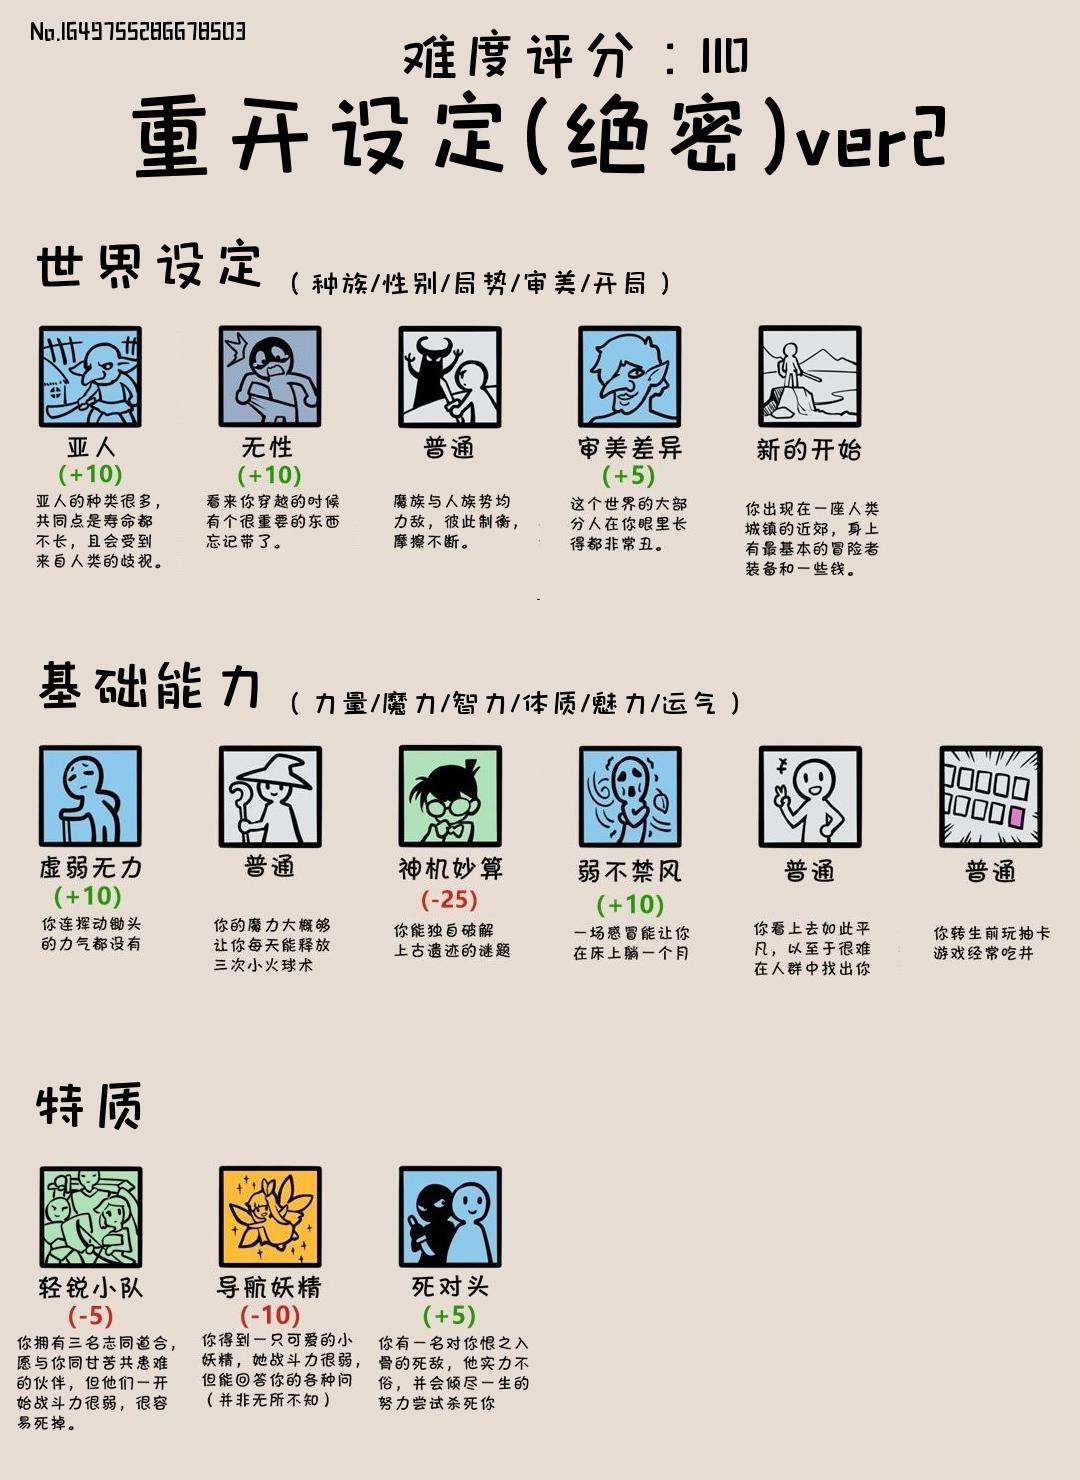 No.1649755286678503
难度评分：110
重开设定(绝密)ver2
世界设定 (种族/性别/局势/审美/开局)
亚人
(+10)
亚人的种类很多，
共同点是寿命都
不长，且会受到
来自人类的歧视。
无性
(+10)
看来你穿越的时候
有个很重要的东西
忘记带了。
普通
魔族与人族势均
力敌，彼此制衡，
摩擦不断。
审美差异
(+5)
这个世界的大部
分人在你眼里长
得都非常丑。
新的开始
你出现在一座人类
城镇的近郊，身上
有最基本的冒险者
装备和一些钱。
基础能力 (力量/魔力/智力/体质/魅力/运气)
虚弱无力
(+10)
你连挥动锄头
的力气都没有
普通
你的魔力大概够
让你每天能释放
三次小火球术
神机妙算
(-25)
你能独自破解
上古遗迹的谜题
弱不禁风
(+10)
一场感冒能让你
在床上躺一个月
普通
你看上去如此平
凡，以至于很难
在人群中找出你
普通
你转生前玩抽卡
游戏经常吃井
特质
轻锐小队
(-5)
你拥有三名志同道合，
愿与你同甘苦共患难
的伙伴，但他们一开
始战斗力很弱，很容
易死掉。
导航妖精
(-10)
你得到一只可爱的小
妖精，她战斗力很弱，
但能回答你的各种问
（并非无所不知）
死对头
(+5)
你有一名对你恨之入
骨的死敌，他实力不
俗，并会倾尽一生的
努力尝试杀死你